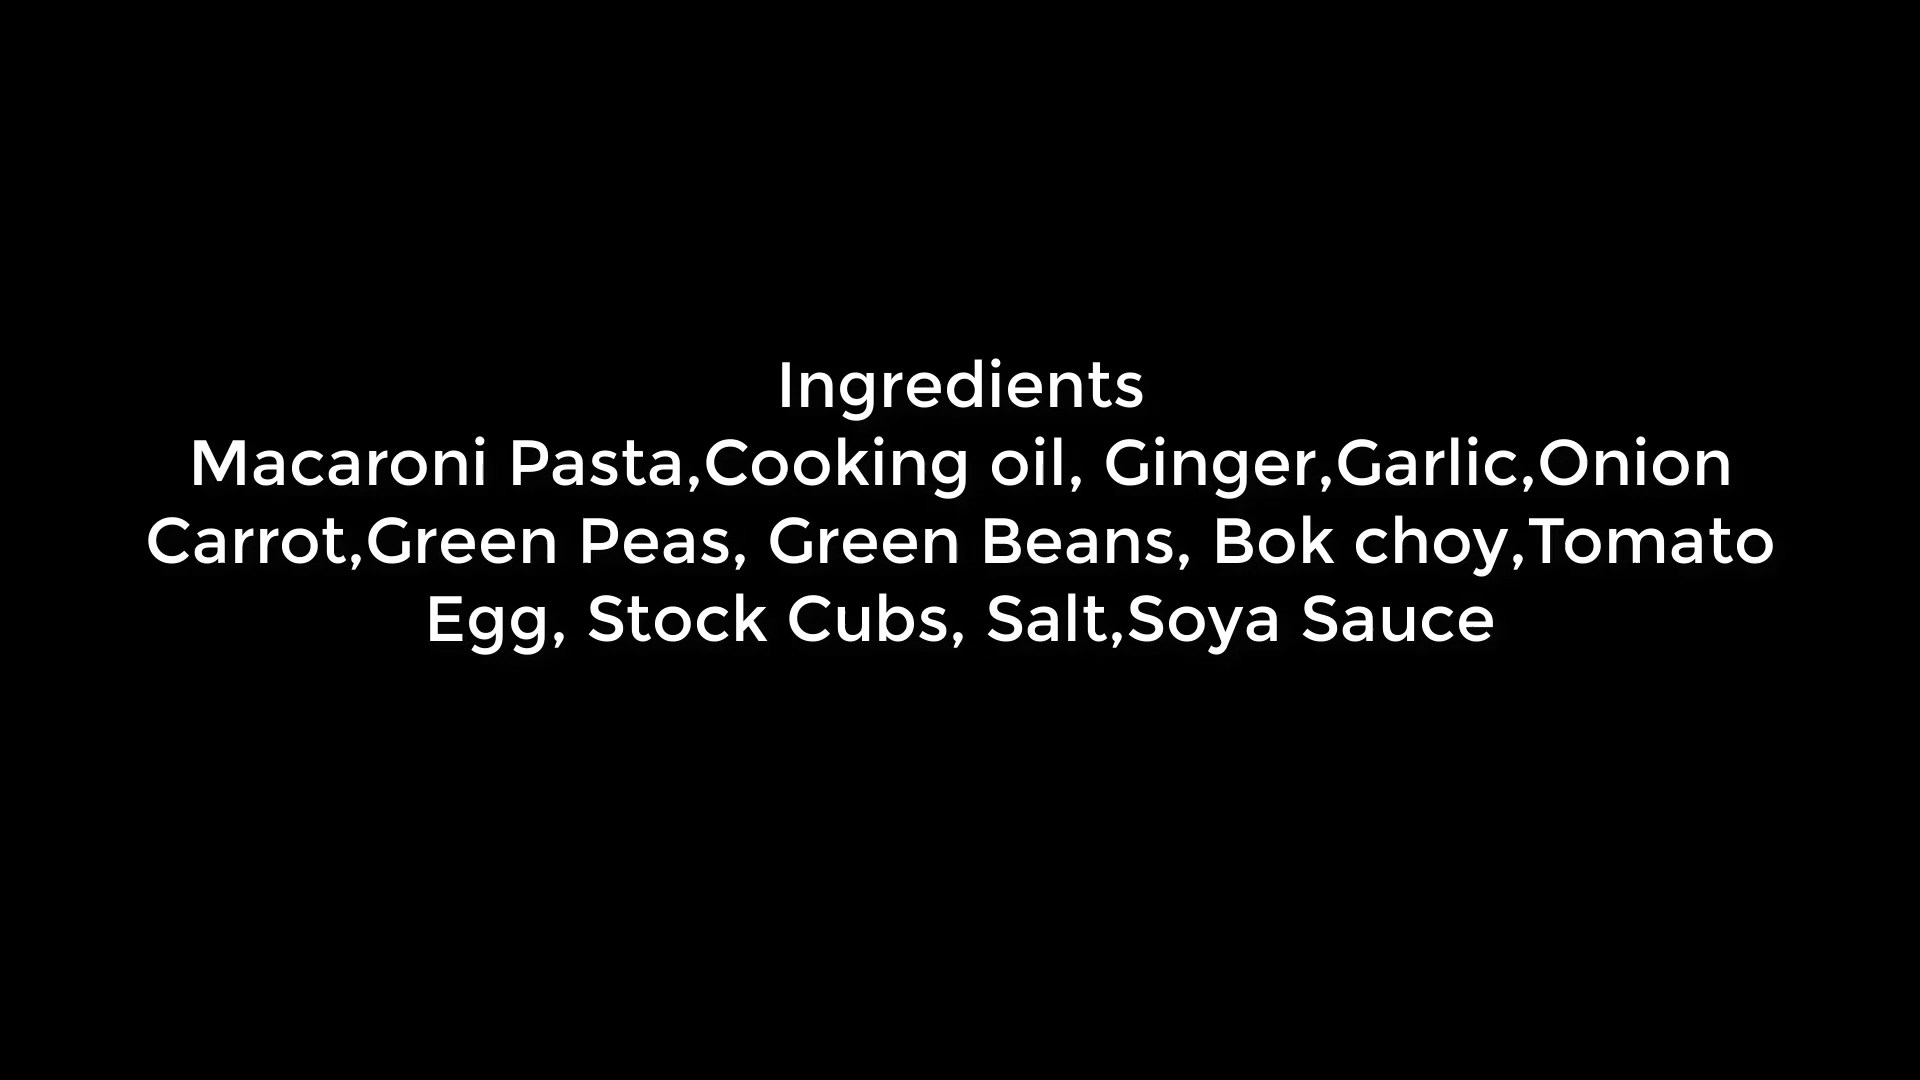 Ingredients
Macaroni Pasta,Cooking oil, Ginger,Garlic,Onion
Carrot,Green Peas, Green Beans, Bok choy,Tomato
Egg, Stock Cubs, Salt,Soya Sauce